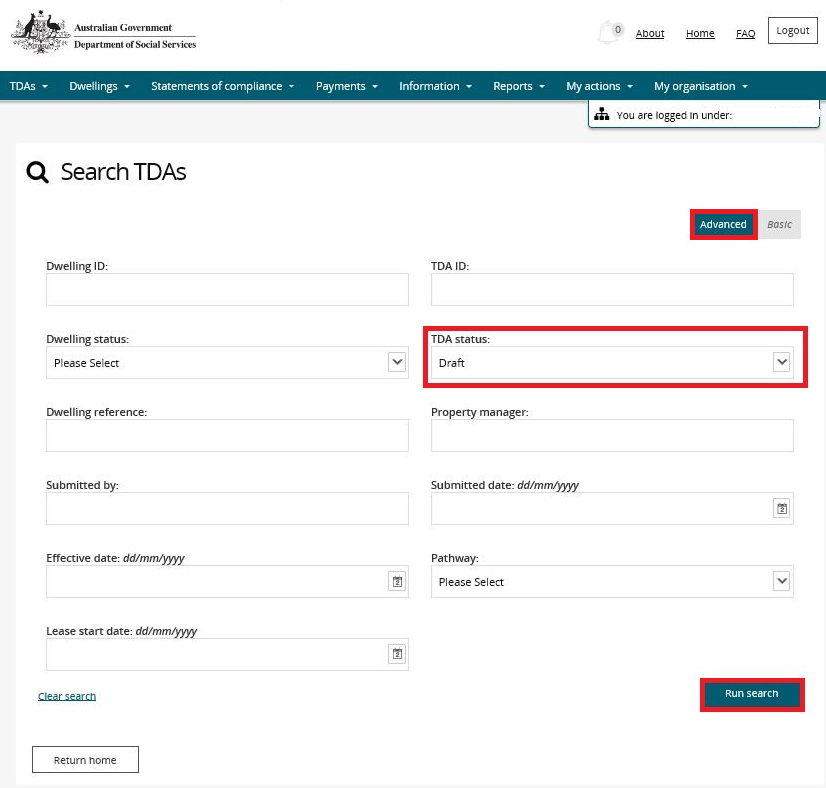 Australian Government
Department of Social Services
0 About Home FAQ Logout
TDAs Dwellings Statements of compliance Payments Information Reports My actions My organisation
You are logged in under:
Search TDAs
Advanced Basic
Dwelling ID: TDA ID:
Dwelling status: TDA status:
Please Select Draft
Dwelling reference: Property manager:
Submitted by: Submitted date: dd/mm/yyyy
Effective date: dd/mm/yyyy Pathway:
Please Select
Lease start date: dd/mm/yyyy
Clear search Run search
Return home